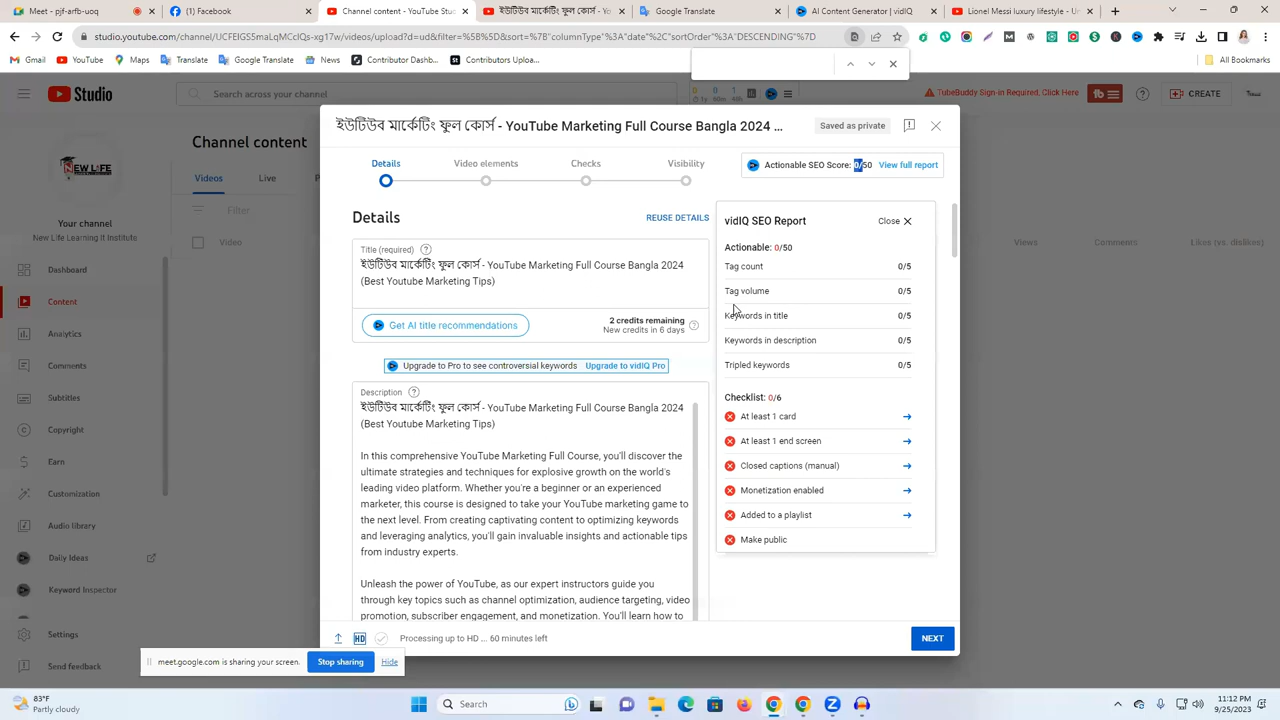 Meet - pjf-arfb-woj
Facebook
Channel content - YouTube Stu
ইউটিউব মার্কেটিং ফুল কোর্স - Yo
Google Translate
AI Content Generator | vidIQ
Lionel Messi luxury lifestyle - Un
studio.youtube.com/channel/UCFEIGS5maLqMCcIQs-xg17w/videos/upload?d=ud&filter=%5B%5D&sort=%7B"columnType"%3A"date"%2C"sortOrder"%3A"DESCENDING"%7D
Gmail
YouTube
Translate
Google Translate
Contributor Dashb...
Contributors Uploa...
All Bookmarks
Studio
Search across your channel
TubeBuddy Sign-in Required, Click Here
CREATE
NEW LIFE
Your channel
New Life Learning It Institute
Dashboard
Content
Analytics
Comments
Subtitles
Copyright
Earn
Customization
Audio library
Daily Ideas
Keyword Inspector
Settings
Send feedback
Channel content
Videos
Live
Filter
Video
Views
Comments
Likes (vs. dislikes)
ইউটিউব মার্কেটিং ফুল কোর্স - YouTube Marketing Full Course Bangla 2024 ...
Saved as private
Details
Video elements
Checks
Visibility
Actionable SEO Score: 0/50
View full report
Details
REUSE DETAILS
Title (required)
ইউটিউব মার্কেটিং ফুল কোর্স - YouTube Marketing Full Course Bangla 2024
(Best Youtube Marketing Tips)
Get AI title recommendations
2 credits remaining
New credits in 6 days
Upgrade to Pro to see controversial keywords Upgrade to vidIQ Pro
Description
ইউটিউব মার্কেটিং ফুল কোর্স - YouTube Marketing Full Course Bangla 2024
(Best Youtube Marketing Tips)
In this comprehensive YouTube Marketing Full Course, you'll discover the
ultimate strategies and techniques for explosive growth on the world's
leading video platform. Whether you're a beginner or an experienced
marketer, this course is designed to take your YouTube marketing game to
the next level. From creating captivating content to optimizing keywords
and leveraging analytics, you'll gain invaluable insights and actionable tips
from industry experts.
Unleash the power of YouTube, as our expert instructors guide you
through key topics such as channel optimization, audience targeting, video
promotion, subscriber engagement, and monetization. You'll learn how to
vidIQ SEO Report
Close
Actionable: 0/50
Tag count 0/5
Tag volume 0/5
Keywords in title 0/5
Keywords in description 0/5
Tripled keywords 0/5
Checklist: 0/6
At least 1 card
At least 1 end screen
Closed captions (manual)
Monetization enabled
Added to a playlist
Make public
HD
Processing up to HD ... 60 minutes left
NEXT
meet.google.com is sharing your screen.
Stop sharing
Hide
83°F
Partly cloudy
Search
11:12 PM
9/25/2023